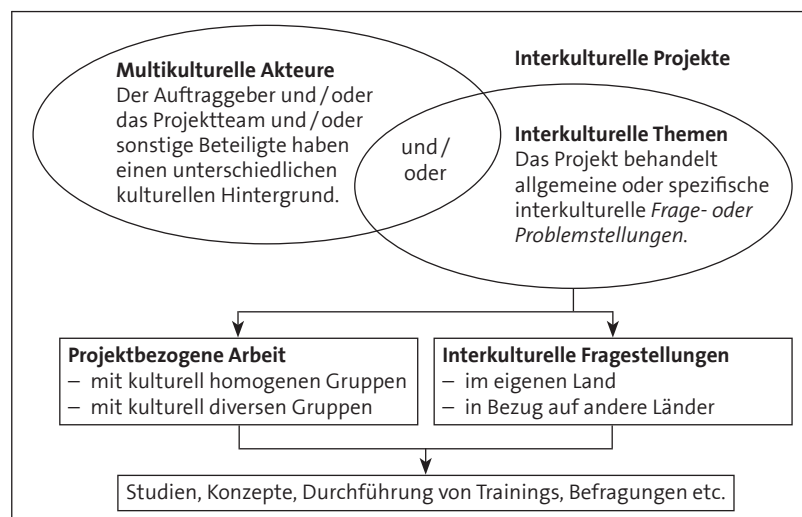 Multikulturelle Akteure
Der Auftraggeber und / oder
das Projektteam und / oder
sonstige Beteiligte haben
einen unterschiedlichen
kulturellen Hintergrund.
und /
oder
Interkulturelle Projekte
Interkulturelle Themen
Das Projekt behandelt
allgemeine oder spezifische
interkulturelle Frage- oder
Problemstellungen.
Projektbezogene Arbeit
– mit kulturell homogenen Gruppen
– mit kulturell diversen Gruppen
Interkulturelle Fragestellungen
– im eigenen Land
– in Bezug auf andere Länder
Studien, Konzepte, Durchführung von Trainings, Befragungen etc.